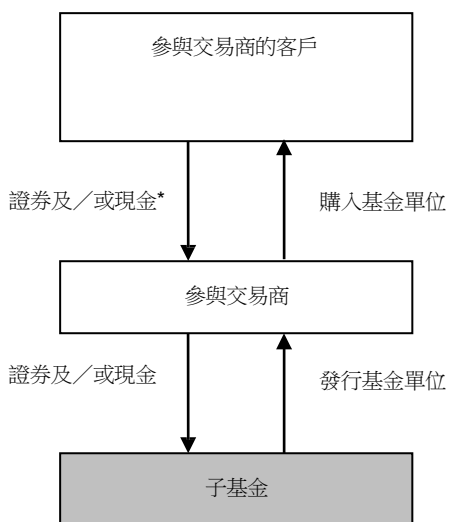 參與交易商的客戶
證券及／或現金*
購入基金單位
參與交易商
證券及／或現金
發行基金單位
子基金